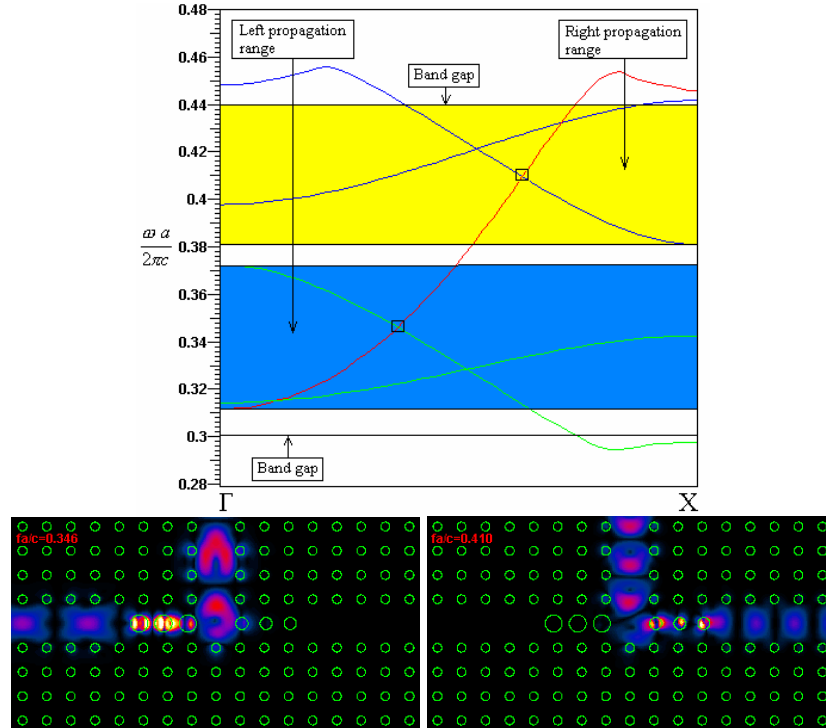 0.48
0.46
0.44
0.42
0.4
0.38
0.36
0.34
0.32
0.3
0.28
ω a
2πc
Left propagation
range
Band gap
Right propagation
range
Band gap
Γ
X
fa/c=0.346
fa/c=0.410